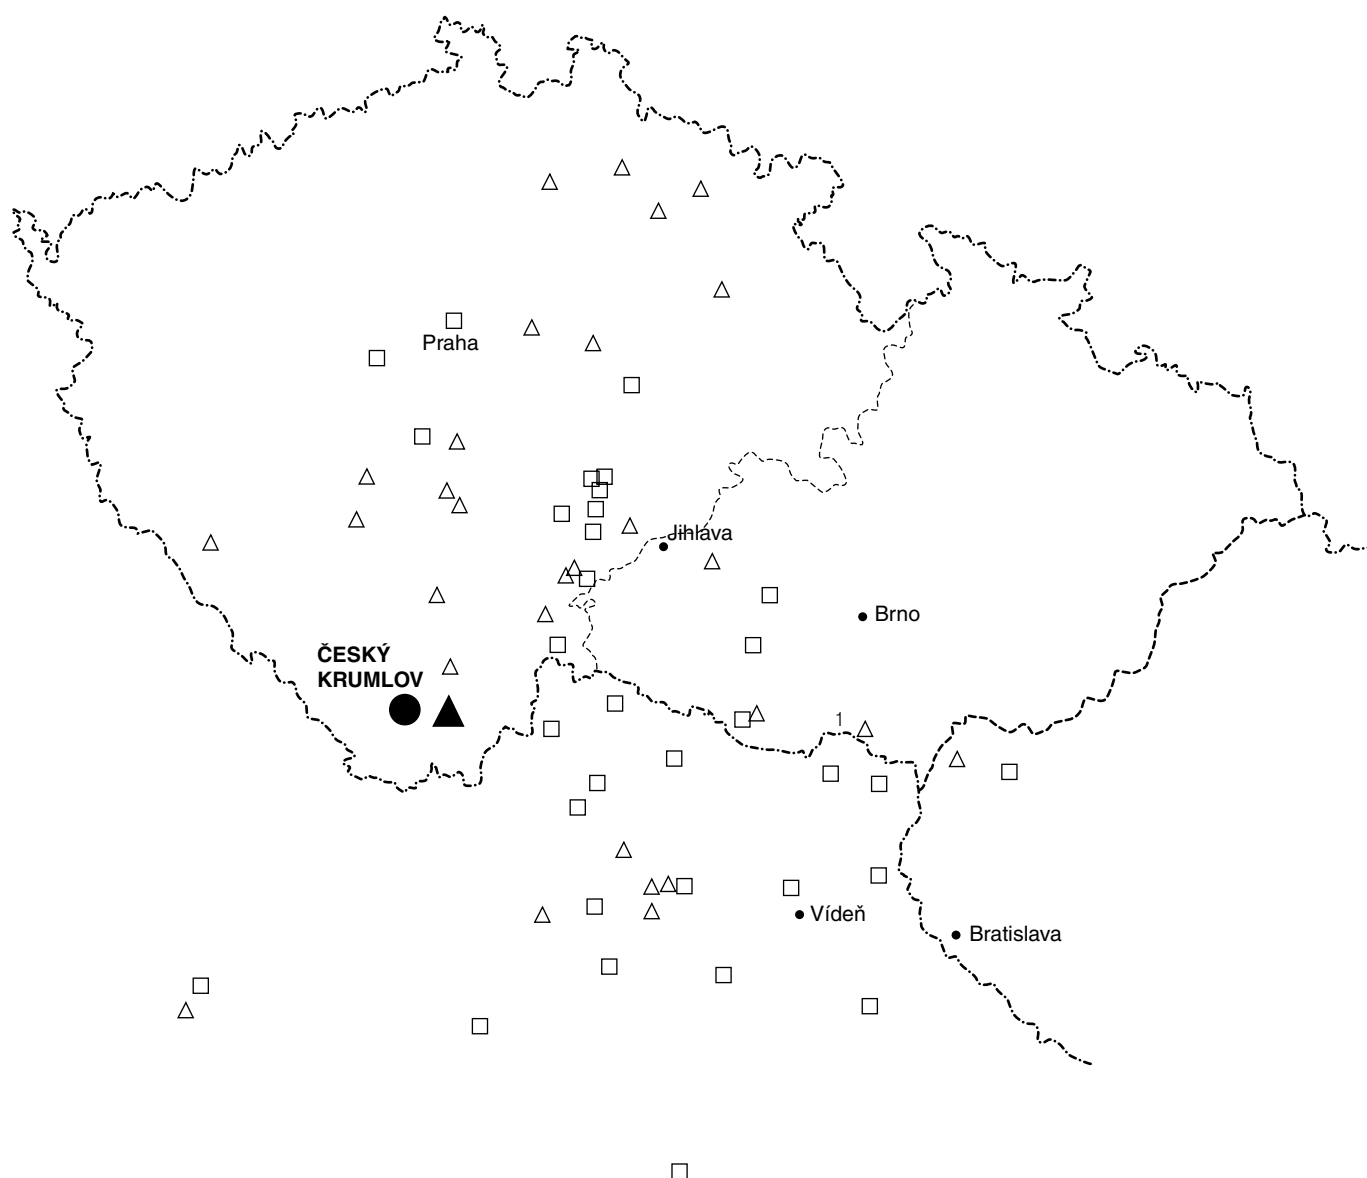 Praha
Jihlava
Brno
ČESKÝ
KRUMLOV
1
Vídeň
Bratislava